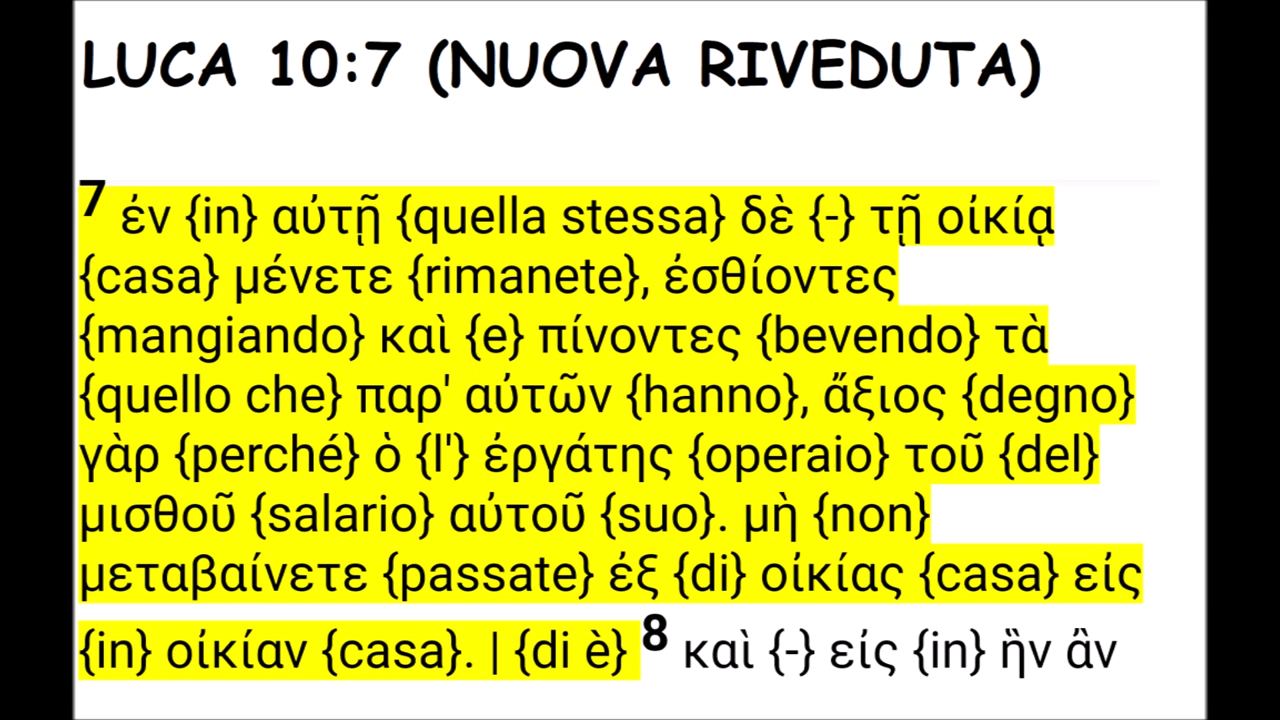 LUCA 10:7 (NUOVA RIVEDUTA)
7 ἐν {in} αὐτῇ {quella stessa} δὲ {-} τῇ οἰκίᾳ
{casa} μένετε {rimanete}, ἐσθίοντες
{mangiando} καὶ {e} πίνοντες {bevendo} τὰ
{quello che} παρ' αὐτῶν {hanno}, ἄξιος {degno}
γὰρ {perché} ὁ {l'} ἐργάτης {operaio} τοῦ {del}
μισθοῦ {salario} αὐτοῦ {suo}. μὴ {non}
μεταβαίνετε {passate} ἐξ {di} οἰκίας {casa} εἰς
{in} οἰκίαν {casa}. | {di è} 8 καὶ {-} εἰς {in} ἣν ἂν